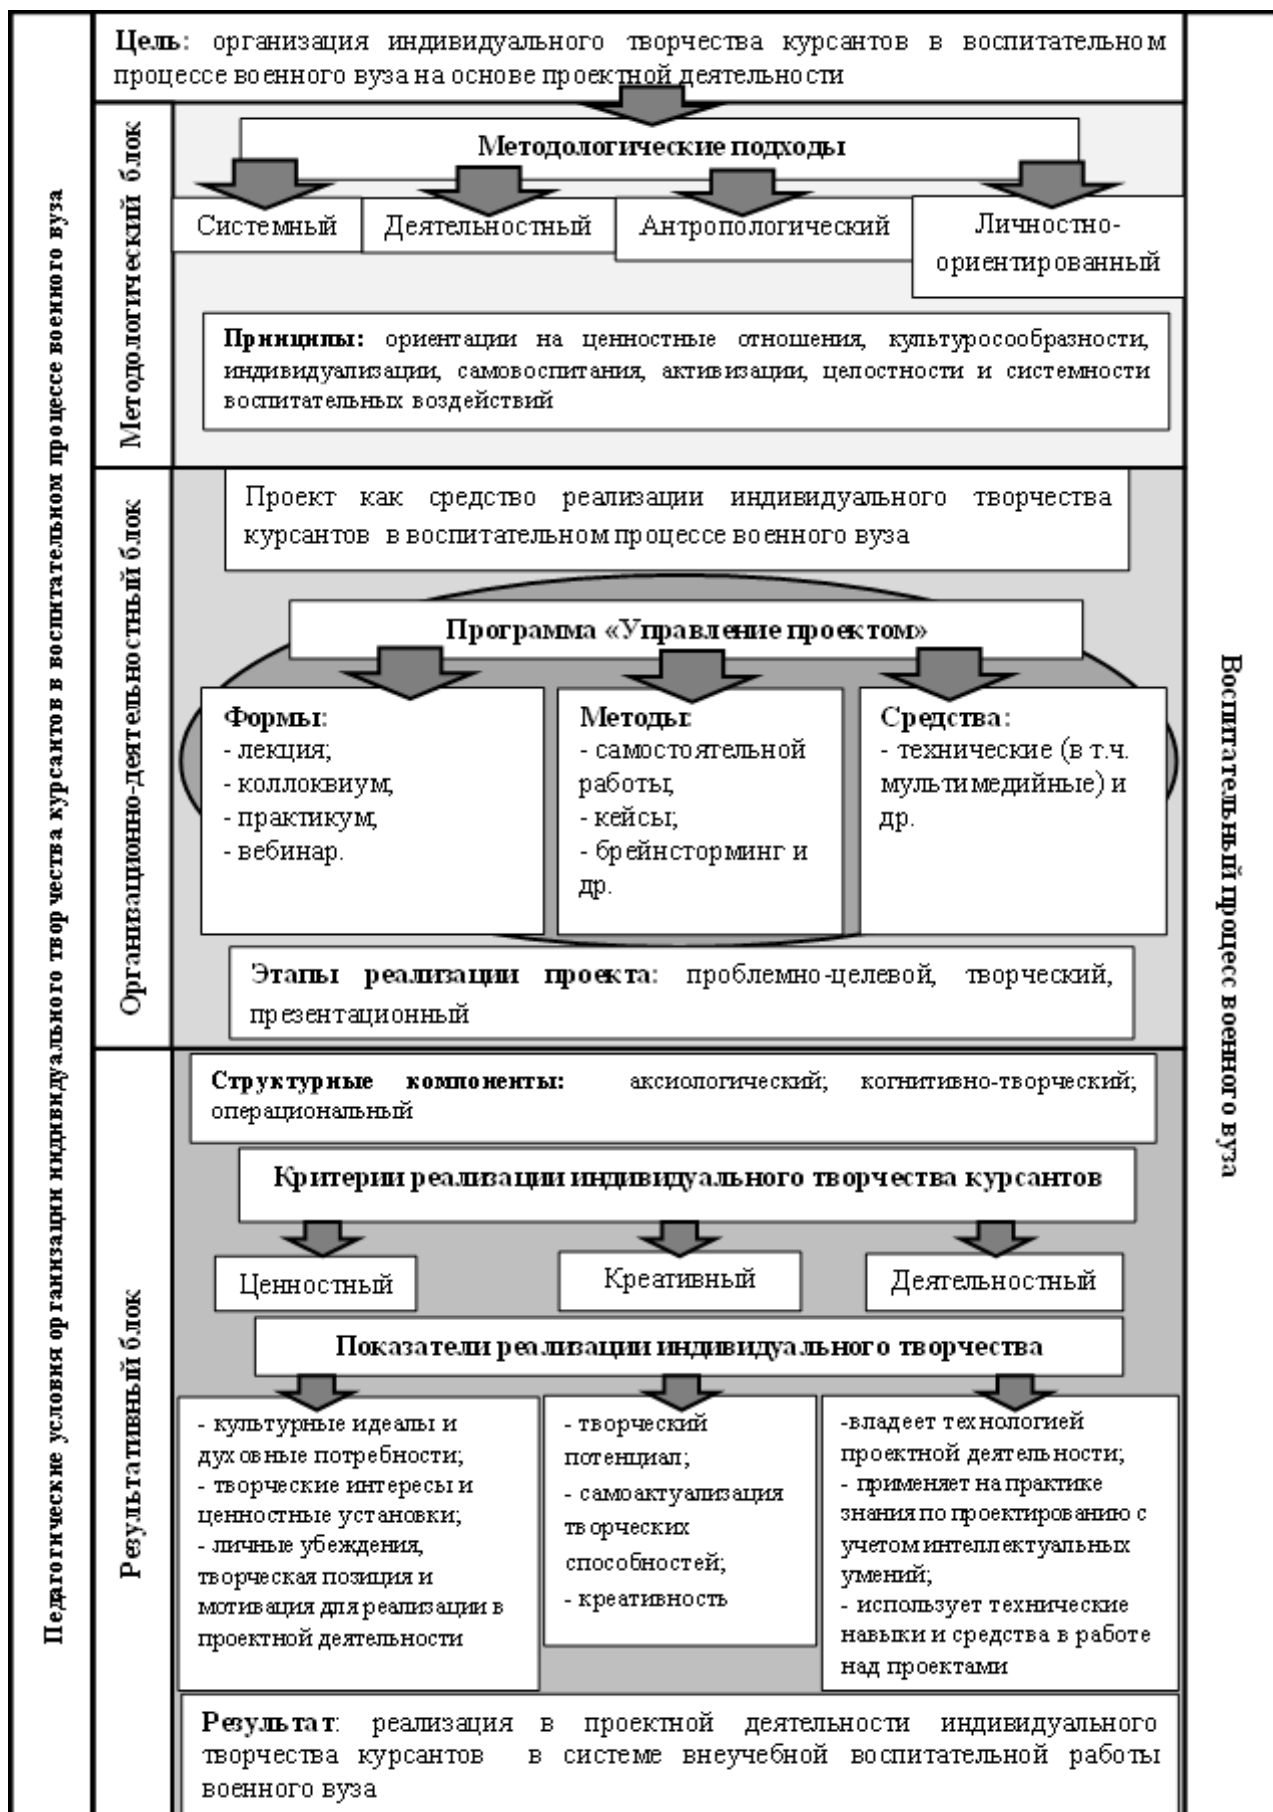 Педагогические условия организации индивидуального творчества курсантов в воспитательном процессе военного вуза
Цель: организация индивидуального творчества курсантов в воспитательном
процессе военного вуза на основе проектной деятельности
Методологический блок
Методологические подходы
Системный
Деятельностный
Антропологический
Личностно-
ориентированный
Принципы: ориентации на ценностные отношения, культуросообразности,
индивидуализации, самовоспитания, активизации, целостности и системности
воспитательных воздействий
Организационно-деятельностный блок
Проект как средство реализации индивидуального творчества
курсантов в воспитательном процессе военного вуза
Программа «Управление проектом»
Формы:
- лекция;
- коллоквиум;
- практикум;
- вебинар.
Методы:
- самостоятельной
работы;
- кейсы;
- брейнсторминг и
др.
Средства:
- технические (в т.ч.
мультимедийные) и
др.
Этапы реализации проекта: проблемно-целевой, творческий,
презентационный
Результативный блок
Структурные компоненты: аксиологический; когнитивно-творческий;
операциональный
Критерии реализации индивидуального творчества курсантов
Ценностный
Креативный
Деятельностный
Показатели реализации индивидуального творчества
- культурные идеалы и
духовные потребности;
- творческие интересы и
ценностные установки;
- личные убеждения,
творческая позиция и
мотивация для реализации в
проектной деятельности
- творческий
потенциал;
- самоактуализация
творческих
способностей;
- креативность
-владеет технологией
проектной деятельности;
- применяет на практике
знания по проектированию с
учетом интеллектуальных
умений;
- использует технические
навыки и средства в работе
над проектами
Результат: реализация в проектной деятельности индивидуального
творчества курсантов в системе внеучебной воспитательной работы
военного вуза
Воспитательный процесс военного вуза